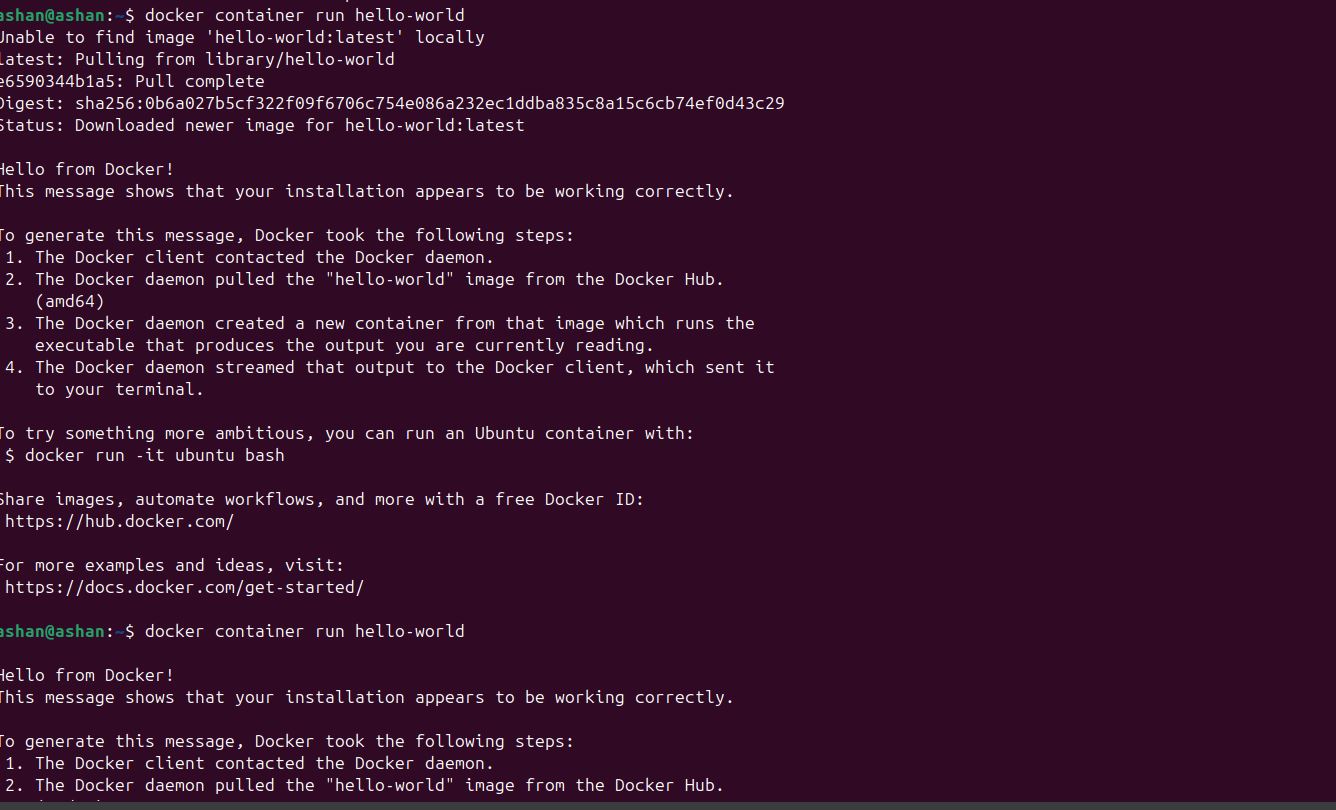 ashan@ashan:~$ docker container run hello-world
Unable to find image 'hello-world:latest' locally
latest: Pulling from library/hello-world
e6590344b1a5: Pull complete
Digest: sha256:0b6a027b5cf322f09f6706c754e086a232ec1ddba835c8a15c6cb74ef0d43c29
Status: Downloaded newer image for hello-world:latest

Hello from Docker!
This message shows that your installation appears to be working correctly.

To generate this message, Docker took the following steps:
 1. The Docker client contacted the Docker daemon.
 2. The Docker daemon pulled the "hello-world" image from the Docker Hub.
    (amd64)
 3. The Docker daemon created a new container from that image which runs the
    executable that produces the output you are currently reading.
 4. The Docker daemon streamed that output to the Docker client, which sent it
    to your terminal.

To try something more ambitious, you can run an Ubuntu container with:
 $ docker run -it ubuntu bash

Share images, automate workflows, and more with a free Docker ID:
 https://hub.docker.com/

For more examples and ideas, visit:
 https://docs.docker.com/get-started/

ashan@ashan:~$ docker container run hello-world

Hello from Docker!
This message shows that your installation appears to be working correctly.

To generate this message, Docker took the following steps:
 1. The Docker client contacted the Docker daemon.
 2. The Docker daemon pulled the "hello-world" image from the Docker Hub.